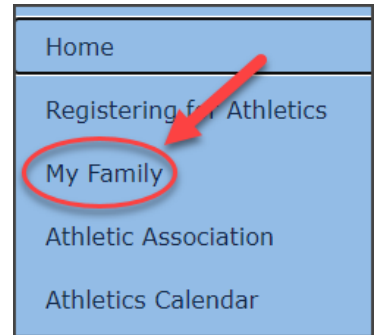 Home
Registering for Athletics
My Family
Athletic Association
Athletics Calendar